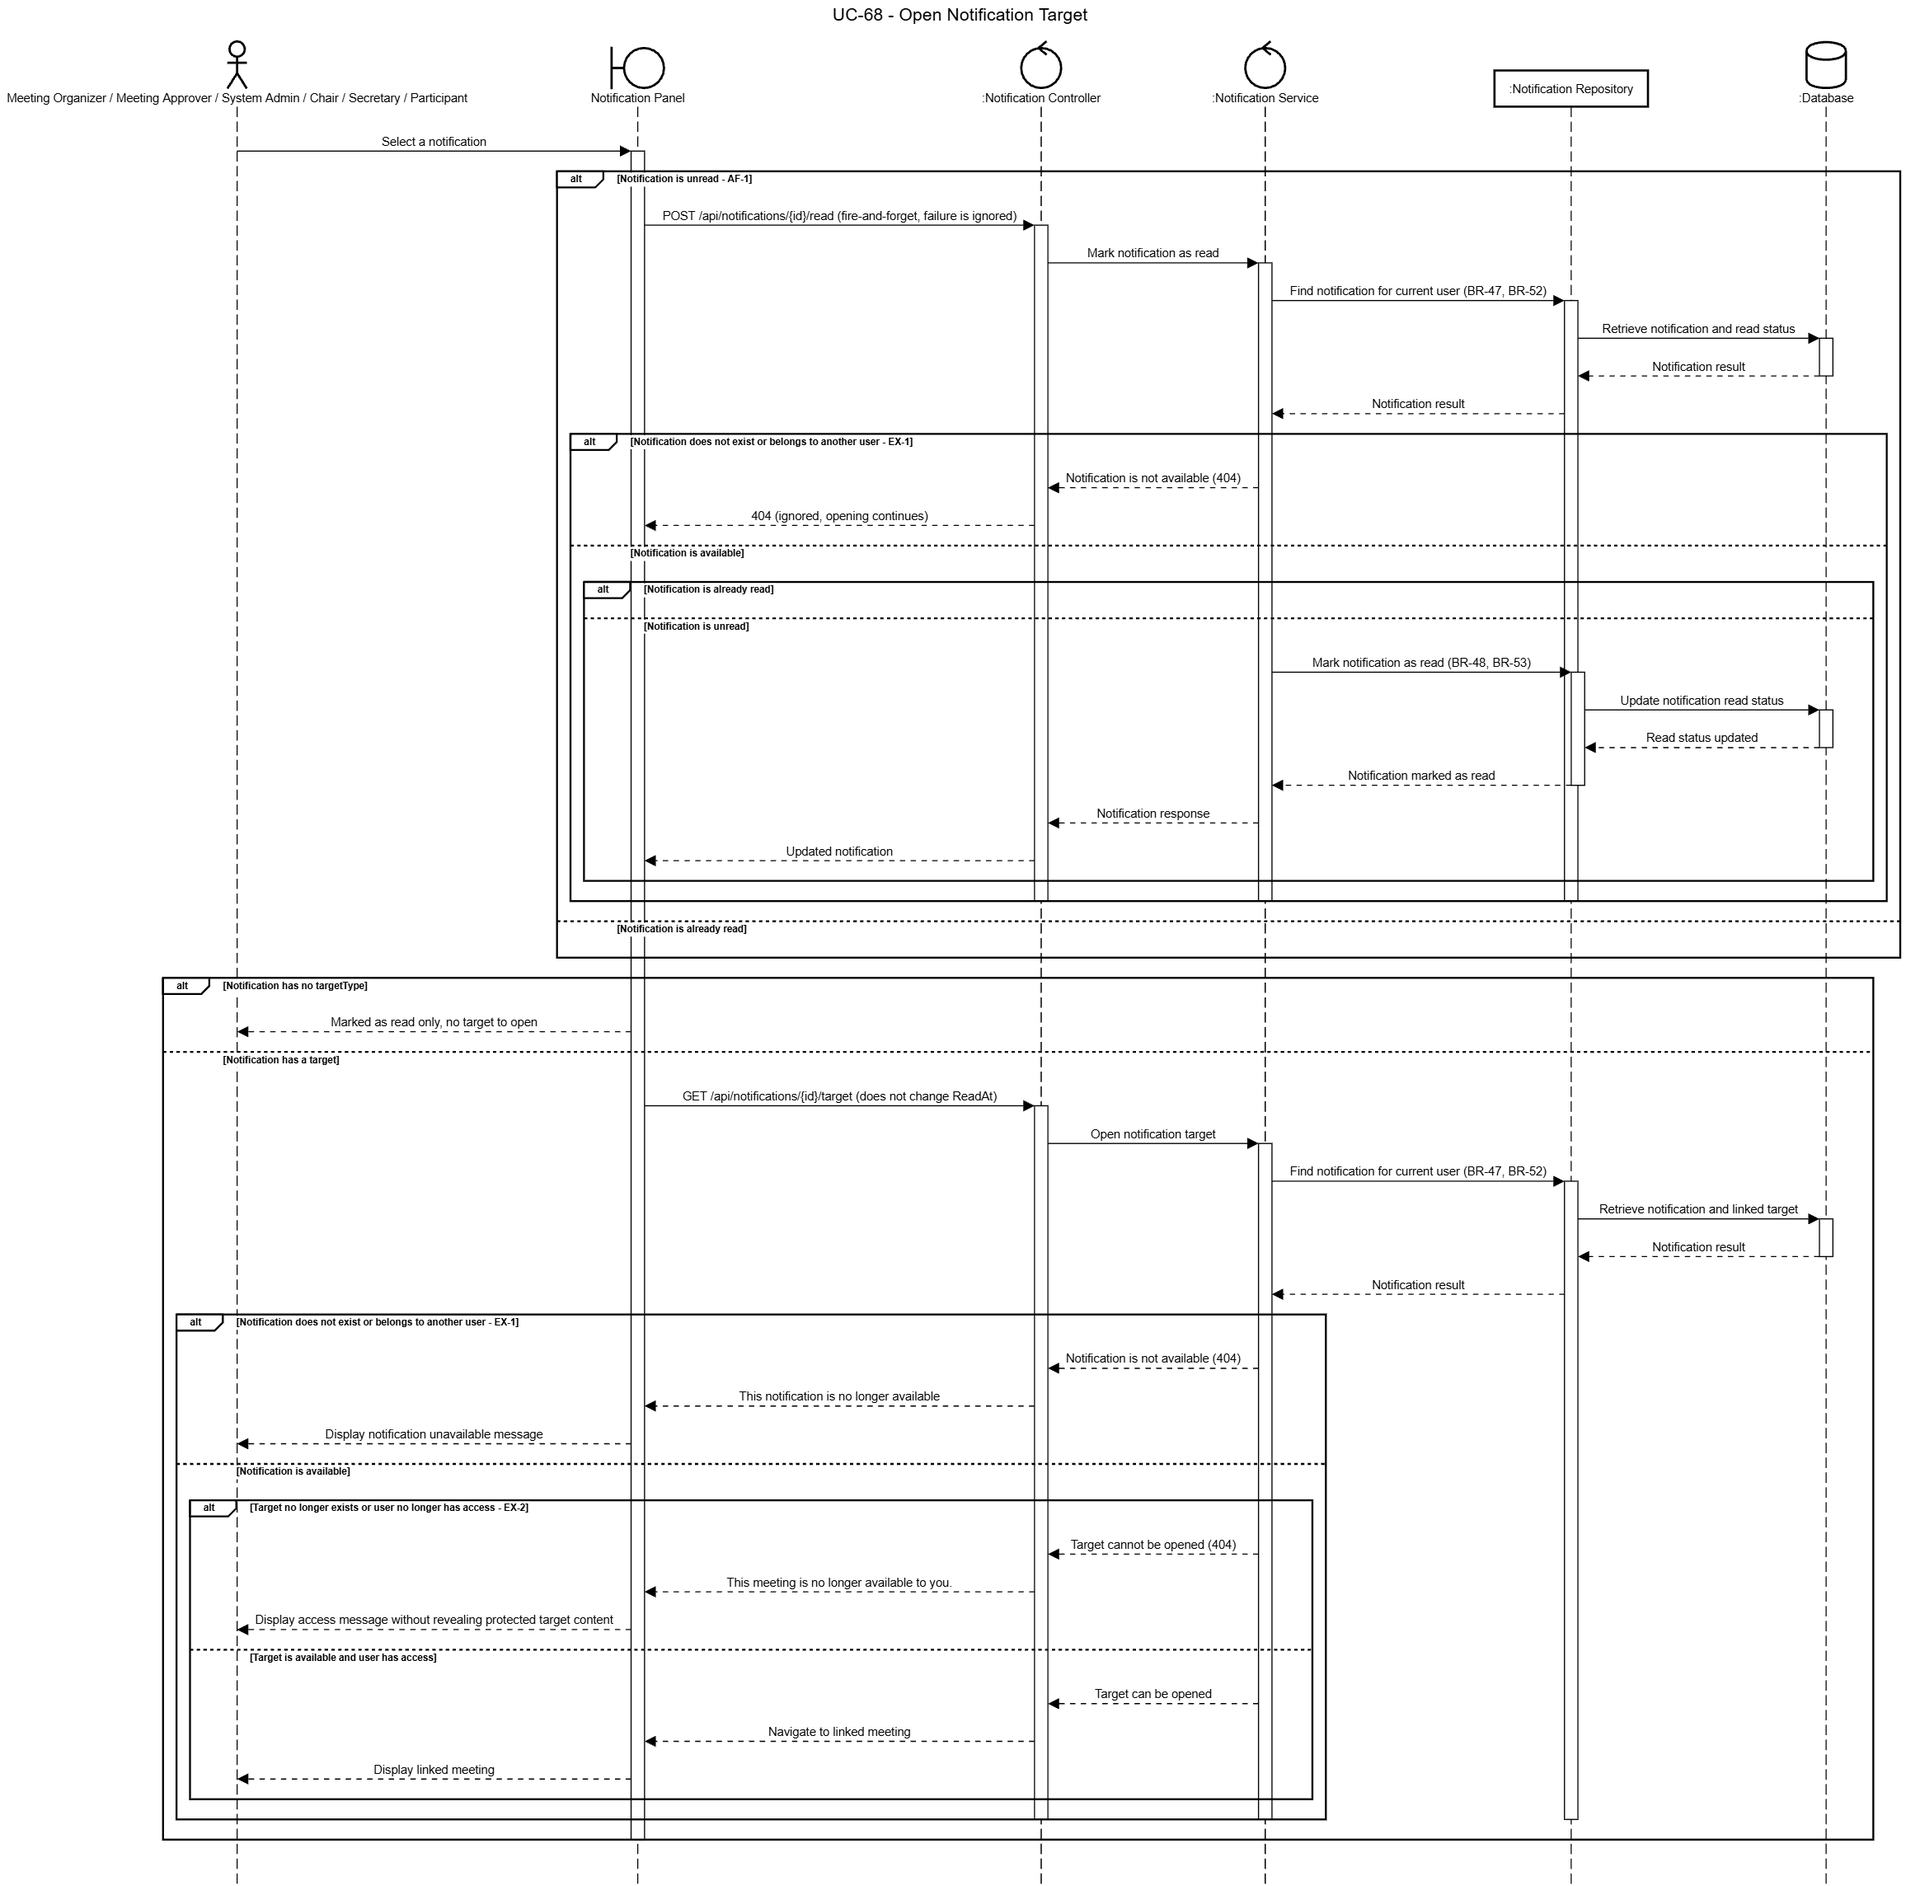 UC-68 - Open Notification Target
Meeting Organizer / Meeting Approver / System Admin / Chair / Secretary / Participant
Notification Panel
:Notification Controller
:Notification Service
:Notification Repository
:Database
Select a notification
alt
[Notification is unread - AF-1]
POST /api/notifications/{id}/read (fire-and-forget, failure is ignored)
Mark notification as read
Find notification for current user (BR-47, BR-52)
Retrieve notification and read status
Notification result
Notification result
alt
[Notification does not exist or belongs to another user - EX-1]
Notification is not available (404)
404 (ignored, opening continues)
[Notification is available]
alt
[Notification is already read]
[Notification is unread]
Mark notification as read (BR-48, BR-53)
Update notification read status
Read status updated
Notification marked as read
Notification response
Updated notification
[Notification is already read]
alt
[Notification has no targetType]
Marked as read only, no target to open
[Notification has a target]
GET /api/notifications/{id}/target (does not change ReadAt)
Open notification target
Find notification for current user (BR-47, BR-52)
Retrieve notification and linked target
Notification result
Notification result
alt
[Notification does not exist or belongs to another user - EX-1]
Notification is not available (404)
This notification is no longer available
Display notification unavailable message
[Notification is available]
alt
[Target no longer exists or user no longer has access - EX-2]
Target cannot be opened (404)
This meeting is no longer available to you.
Display access message without revealing protected target content
[Target is available and user has access]
Target can be opened
Navigate to linked meeting
Display linked meeting